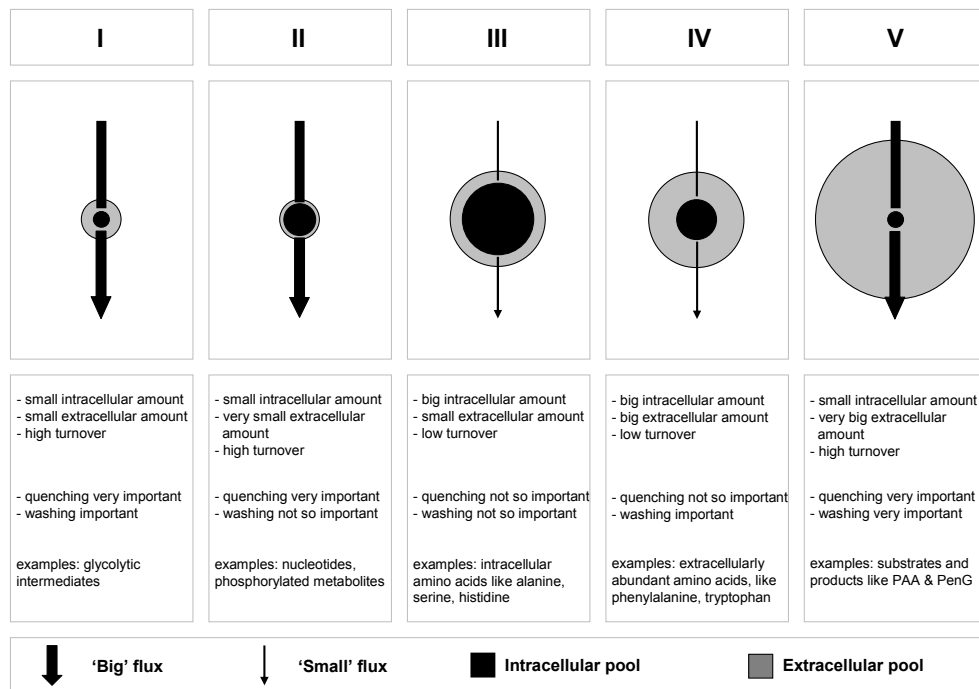 I
II
III
IV
V
- small intracellular amount
- small extracellular amount
- high turnover
- quenching very important
- washing important
examples: glycolytic
intermediates
- small intracellular amount
- very small extracellular
amount
- high turnover
- quenching very important
- washing not so important
examples: nucleotides,
phosphorylated metabolites
- big intracellular amount
- small extracellular amount
- low turnover
- quenching not so important
- washing not so important
examples: intracellular
amino acids like alanine,
serine, histidine
- big intracellular amount
- big extracellular amount
- low turnover
- quenching not so important
- washing important
examples: extracellularly
abundant amino acids, like
phenylalanine, tryptophan
- small intracellular amount
- very big extracellular
amount
- high turnover
- quenching very important
- washing very important
examples: substrates and
products like PAA & PenG
‘Big’ flux
‘Small’ flux
Intracellular pool
Extracellular pool